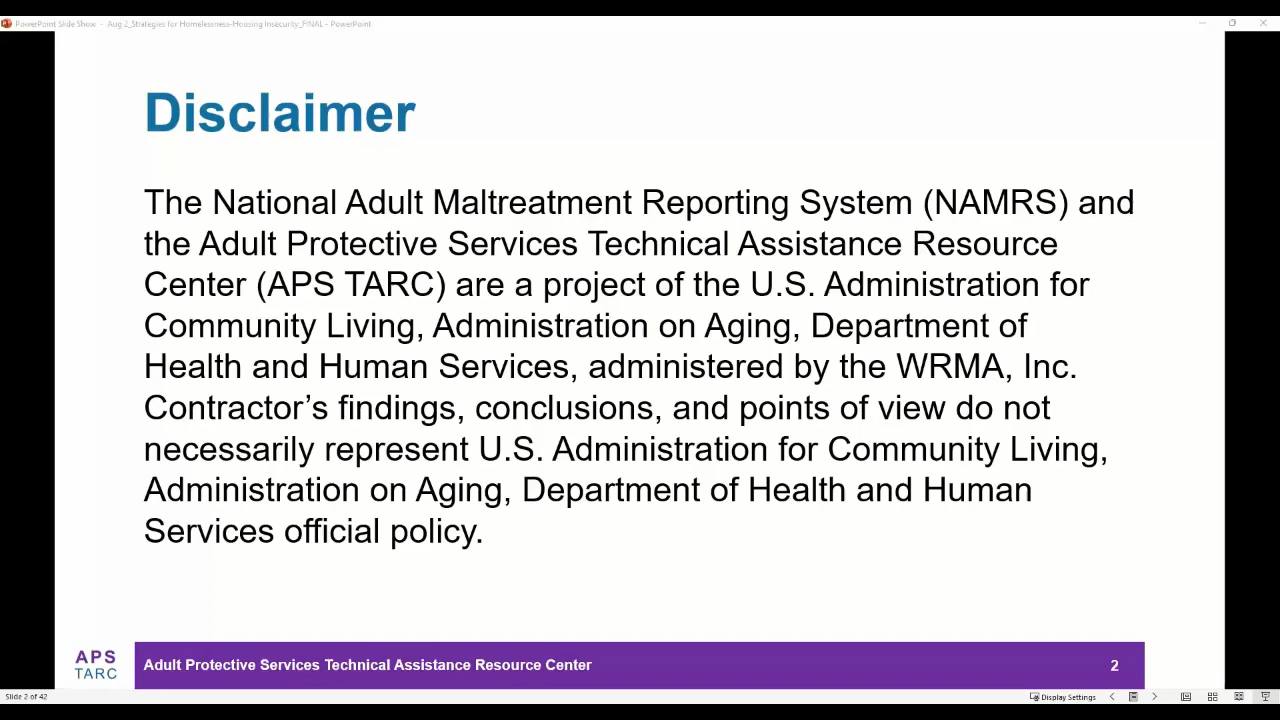 PowerPoint Slide Show - Aug 2_Strategies for Homelessness-Housing Insecurity_FINAL - PowerPoint
Disclaimer
The National Adult Maltreatment Reporting System (NAMRS) and
the Adult Protective Services Technical Assistance Resource
Center (APS TARC) are a project of the U.S. Administration for
Community Living, Administration on Aging, Department of
Health and Human Services, administered by the WRMA, Inc.
Contractor’s findings, conclusions, and points of view do not
necessarily represent U.S. Administration for Community Living,
Administration on Aging, Department of Health and Human
Services official policy.
APS
TARC
Adult Protective Services Technical Assistance Resource Center
2
Slide 2 of 42
Display Settings